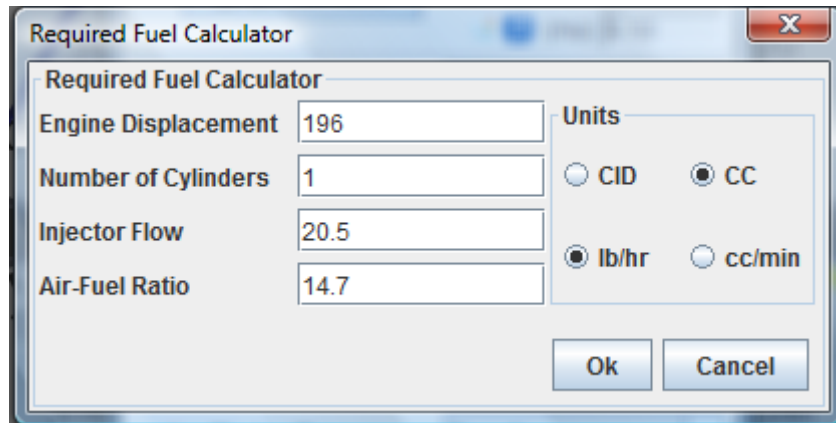 Required Fuel Calculator
Required Fuel Calculator
Engine Displacement 196
Number of Cylinders 1
Injector Flow 20.5
Air-Fuel Ratio 14.7
Units
CID CC
lb/hr cc/min
Ok Cancel